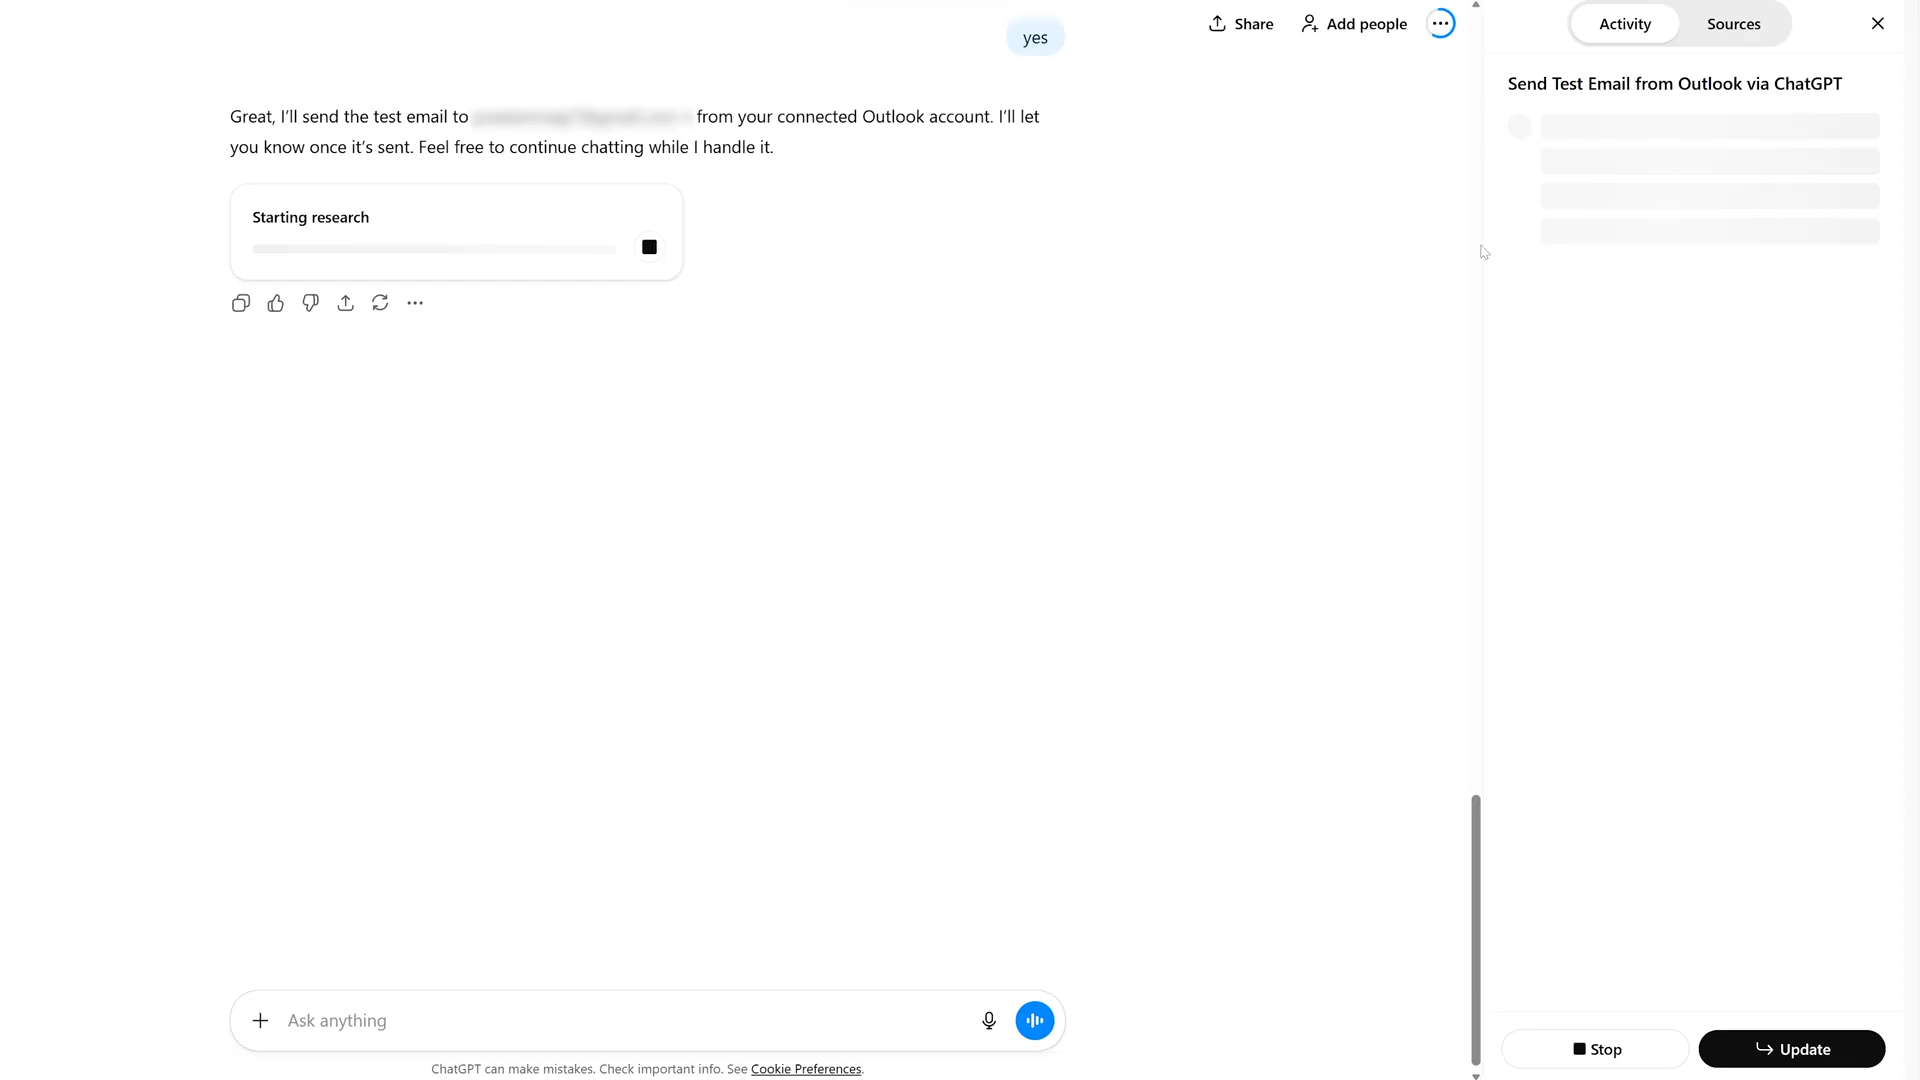 yes
Share
Add people
Activity
Sources
Send Test Email from Outlook via ChatGPT
Great, I'll send the test email to from your connected Outlook account. I'll let
you know once it's sent. Feel free to continue chatting while I handle it.
Starting research
Ask anything
ChatGPT can make mistakes. Check important info. See Cookie Preferences.
Stop
Update